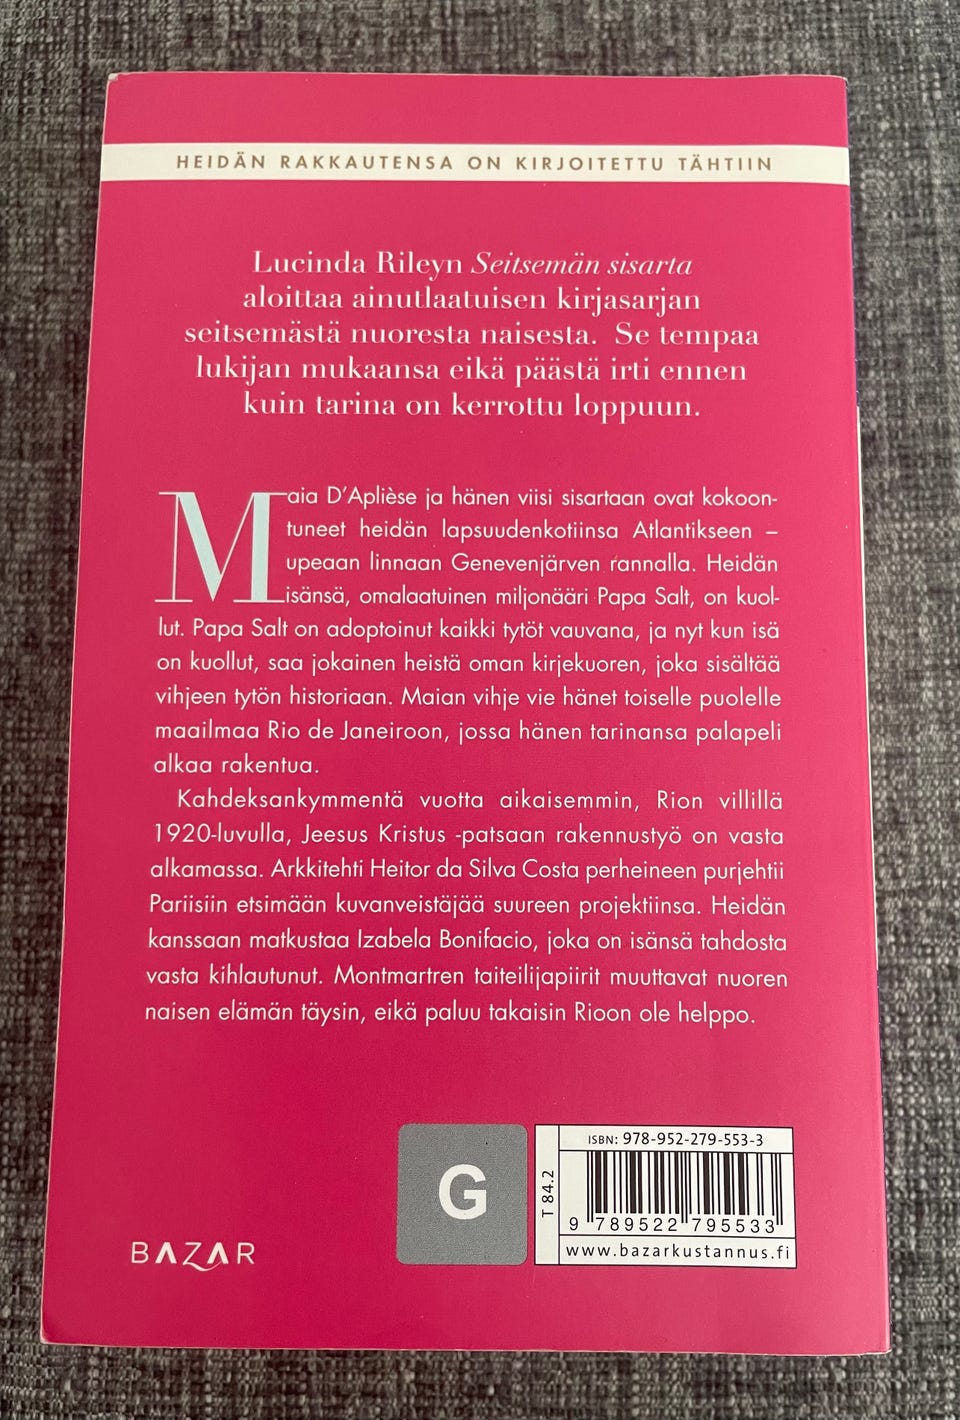 HEIDÄN RAKKAUTENSA ON KIRJOITETTU TÄHTIIN
Lucinda Rileyn Seitsemän sisarta
aloittaa ainutlaatuisen kirjasarjan
seitsemästä nuoresta naisesta. Se tempaa
lukijan mukaansa eikä päästä irti ennen
kuin tarina on kerrottu loppuun.
Maia D'Aplièse ja hänen viisi sisartaan ovat kokoon-
tuneet heidän lapsuudenkotiinsa Atlantikseen –
upeaan linnaan Genevenjärven rannalla. Heidän
isänsä, omalaatuinen miljonääri Papa Salt, on kuol-
lut. Papa Salt on adoptoinut kaikki tytöt vauvana, ja nyt kun isä
on kuollut, saa jokainen heistä oman kirjekuoren, joka sisältää
vihjeen tytön historiaan. Maian vihje vie hänet toiselle puolelle
maailmaa Rio de Janeiroon, jossa hänen tarinansa palapeli
alkaa rakentua.
Kahdeksankymmentä vuotta aikaisemmin, Rion villillä
1920-luvulla, Jeesus Kristus -patsaan rakennustyö on vasta
alkamassa. Arkkitehti Heitor da Silva Costa perheineen purjehtii
Pariisiin etsimään kuvanveistäjää suureen projektiinsa. Heidän
kanssaan matkustaa Izabela Bonifacio, joka on isänsä tahdosta
vasta kihlautunut. Montmartren taiteilijapiirit muuttavat nuoren
naisen elämän täysin, eikä paluu takaisin Rioon ole helppo.
BAZAR
G
T 84.2
ISBN: 978-952-279-553-3
9 789522 795533
www.bazarkustannus.fi